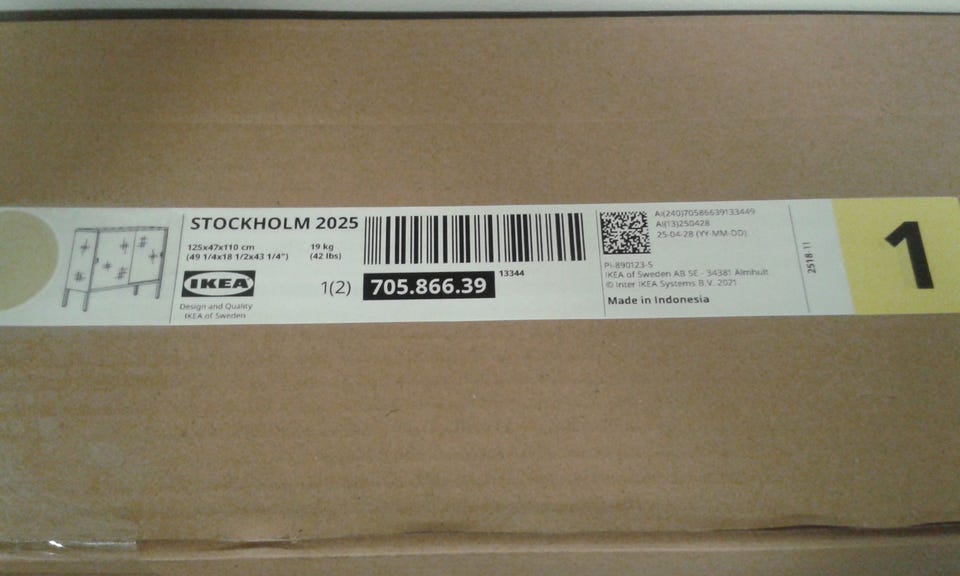 STOCKHOLM 2025
125x47x110 cm
(49 1/4x18 1/2x43 1/4")
19 kg
(42 lbs)
IKEA
Design and Quality
IKEA of Sweden
1(2)
705.866.39
13344
AI(240)70586639133449
AI(13)250428
25-04-28 (YY-MM-DD)
PI-890123-5
IKEA of Sweden AB SE - 34381 Älmhult
© Inter IKEA Systems B.V. 2021
Made in Indonesia
2518 11
1